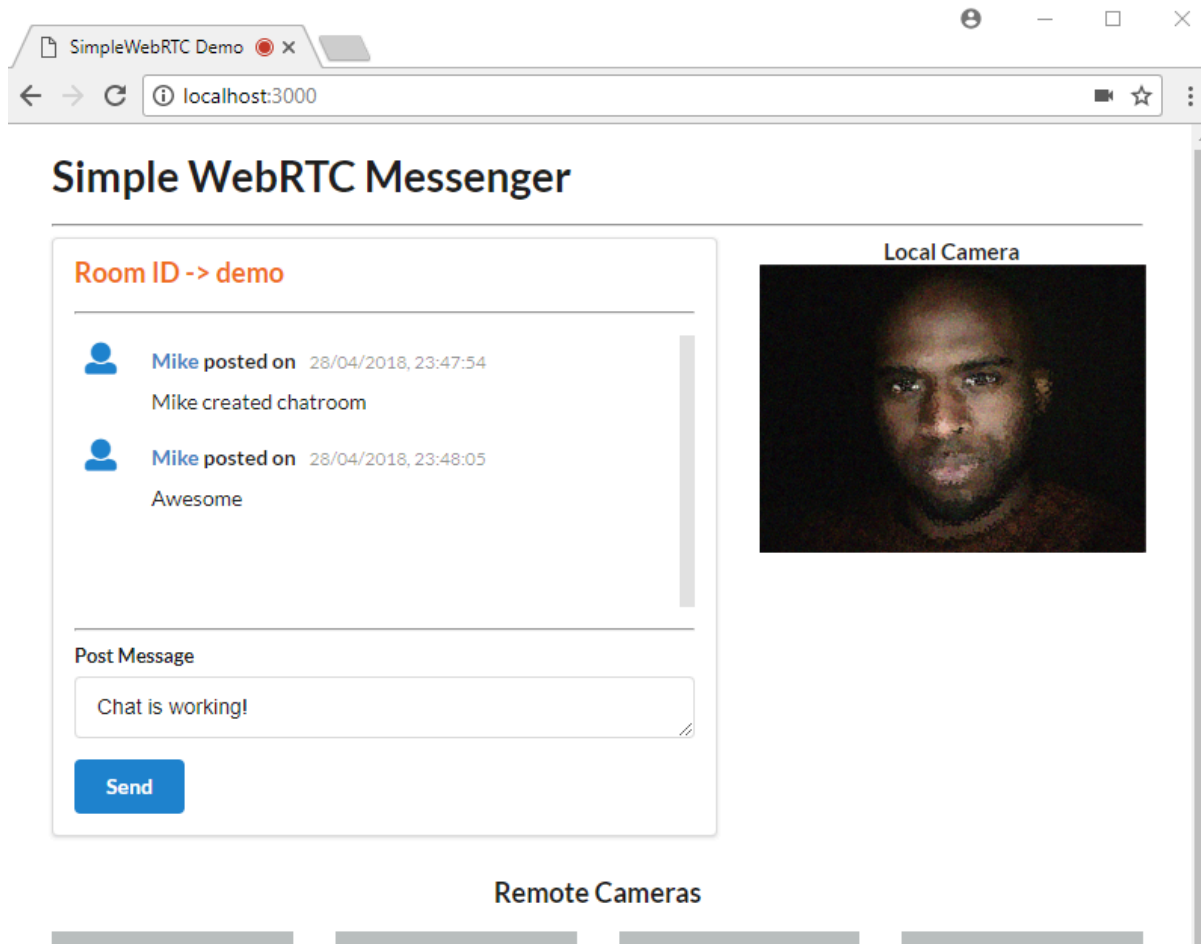 SimpleWebRTC Demo
localhost:3000
Simple WebRTC Messenger
Room ID -> demo
Mike posted on 28/04/2018, 23:47:54
Mike created chatroom
Mike posted on 28/04/2018, 23:48:05
Awesome
Post Message
Chat is working!
Send
Local Camera
Remote Cameras